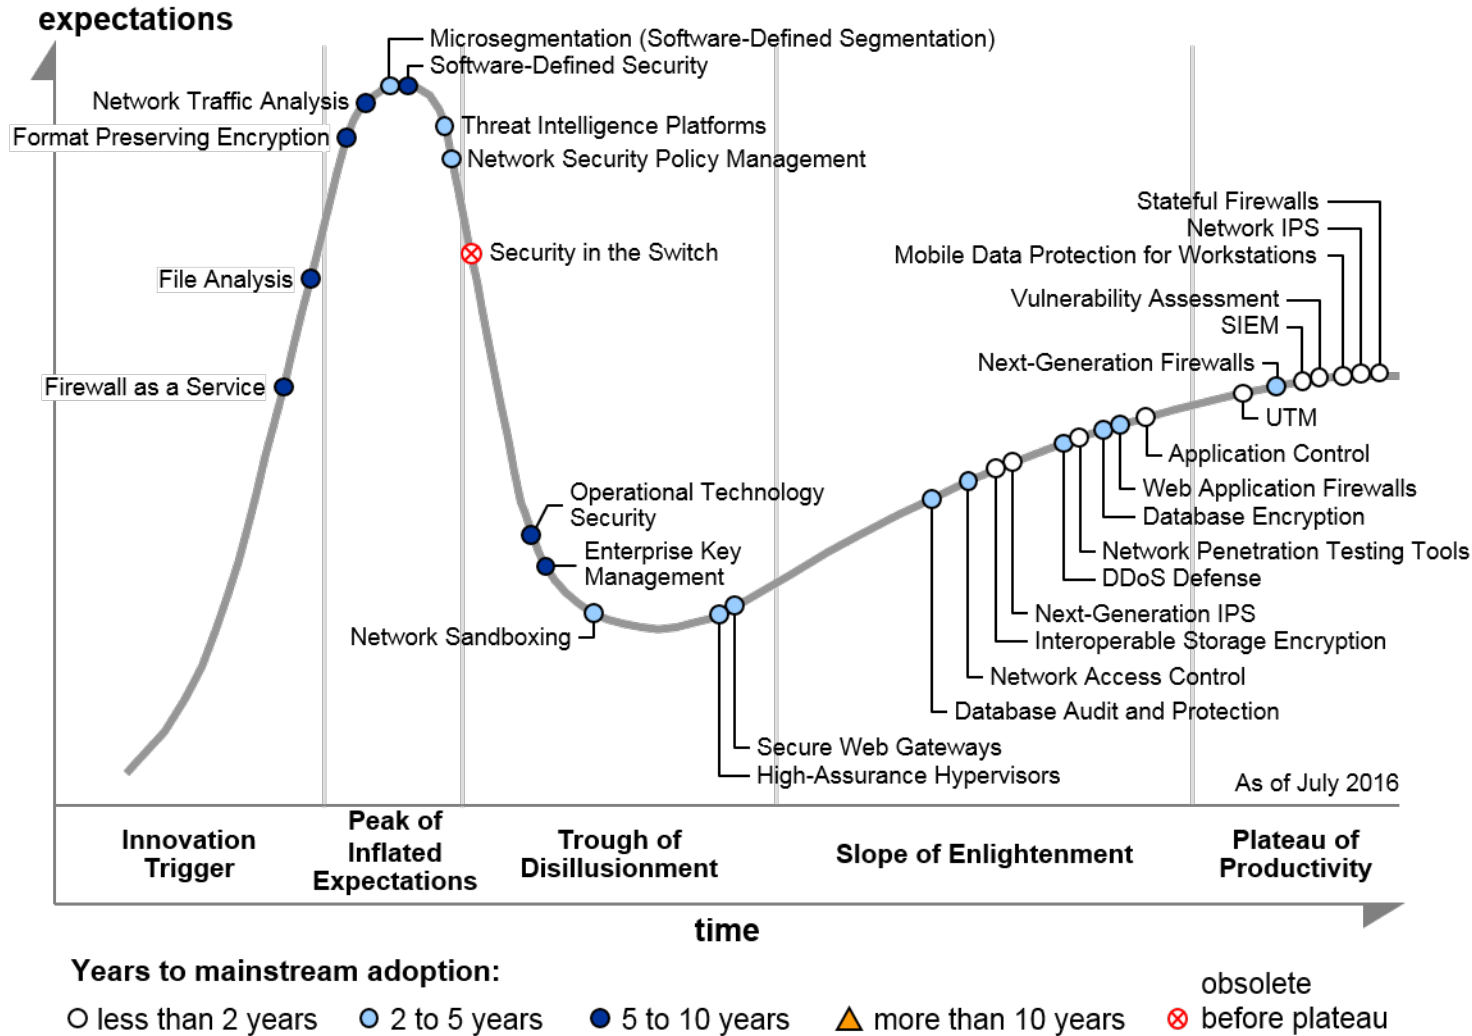 expectations
Microsegmentation (Software-Defined Segmentation)
Software-Defined Security
Network Traffic Analysis
Format Preserving Encryption
Threat Intelligence Platforms
Network Security Policy Management
Security in the Switch
File Analysis
Firewall as a Service
Stateful Firewalls
Network IPS
Mobile Data Protection for Workstations
Vulnerability Assessment
SIEM
Next-Generation Firewalls
UTM
Application Control
Web Application Firewalls
Database Encryption
Network Penetration Testing Tools
DDoS Defense
Next-Generation IPS
Interoperable Storage Encryption
Network Access Control
Database Audit and Protection
Operational Technology
Security
Enterprise Key
Management
Network Sandboxing
Secure Web Gateways
High-Assurance Hypervisors
As of July 2016
Innovation
Trigger
Peak of
Inflated
Expectations
Trough of
Disillusionment
Slope of Enlightenment
Plateau of
Productivity
time
Years to mainstream adoption:
less than 2 years
2 to 5 years
5 to 10 years
more than 10 years
obsolete
before plateau